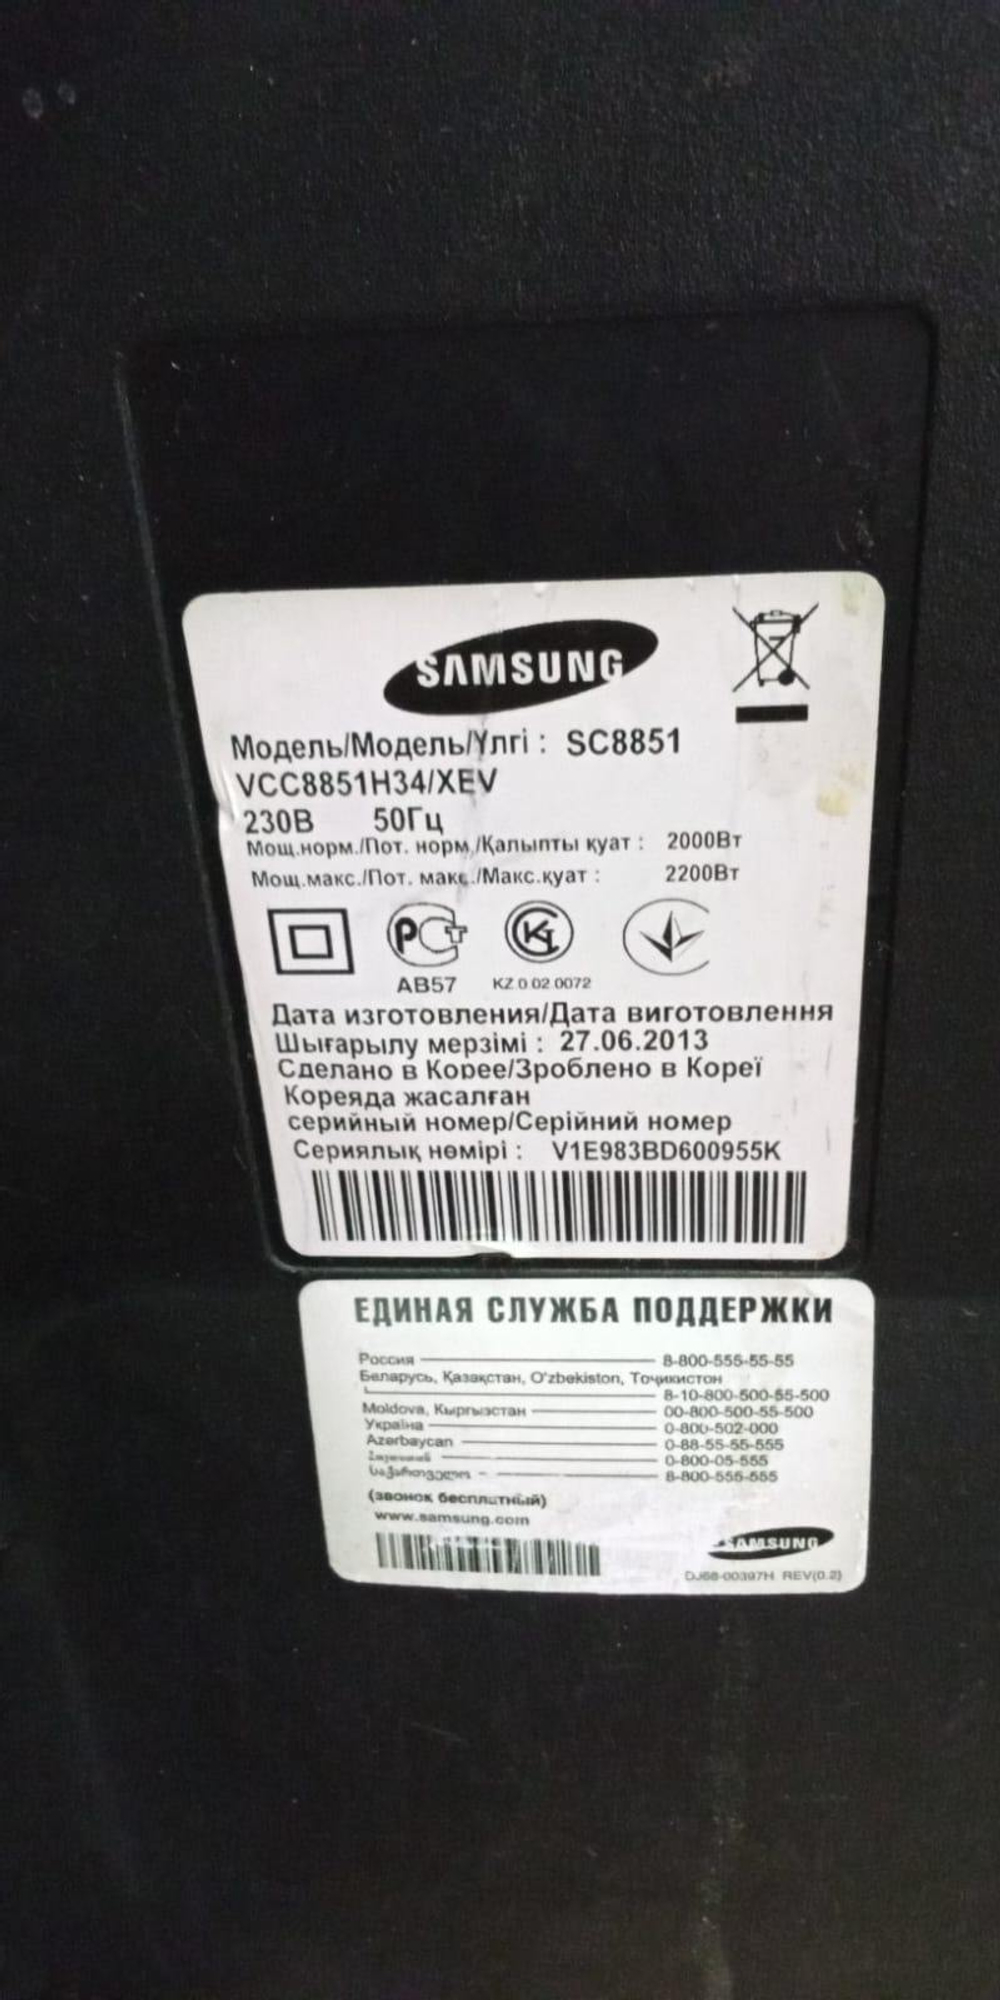 SAMSUNG
Модель/Модель/Үлгі : SC8851
VCC8851H34/XEV
230В 50Гц
Мощ.норм./Пот. норм./Қалыпты қуат : 2000Вт
Мощ.макс./Пот. макс./Макс.қуат : 2200Вт
АВ57 KZ.0.02.0072
Дата изготовления/Дата виготовлення
Шығарылу мерзімі : 27.06.2013
Сделано в Корее/Зроблено в Кореї
Кореяда жасалған
серийный номер/Серійний номер
Сериялық нөмірі : V1E983BD600955K
ЕДИНАЯ СЛУЖБА ПОДДЕРЖКИ
Россия 8-800-555-55-55
Беларусь, Қазақстан, O'zbekiston, Тоҷикистон
8-10-800-500-55-500
Moldova, Кыргызстан 00-800-500-55-500
Україна 0-800-502-000
Azərbaycan 0-88-55-55-555
0-800-05-555
საქართველო 8-800-555-555
(звонок бесплатный)
www.samsung.com
SAMSUNG
DJ68-00397H REV(0.2)